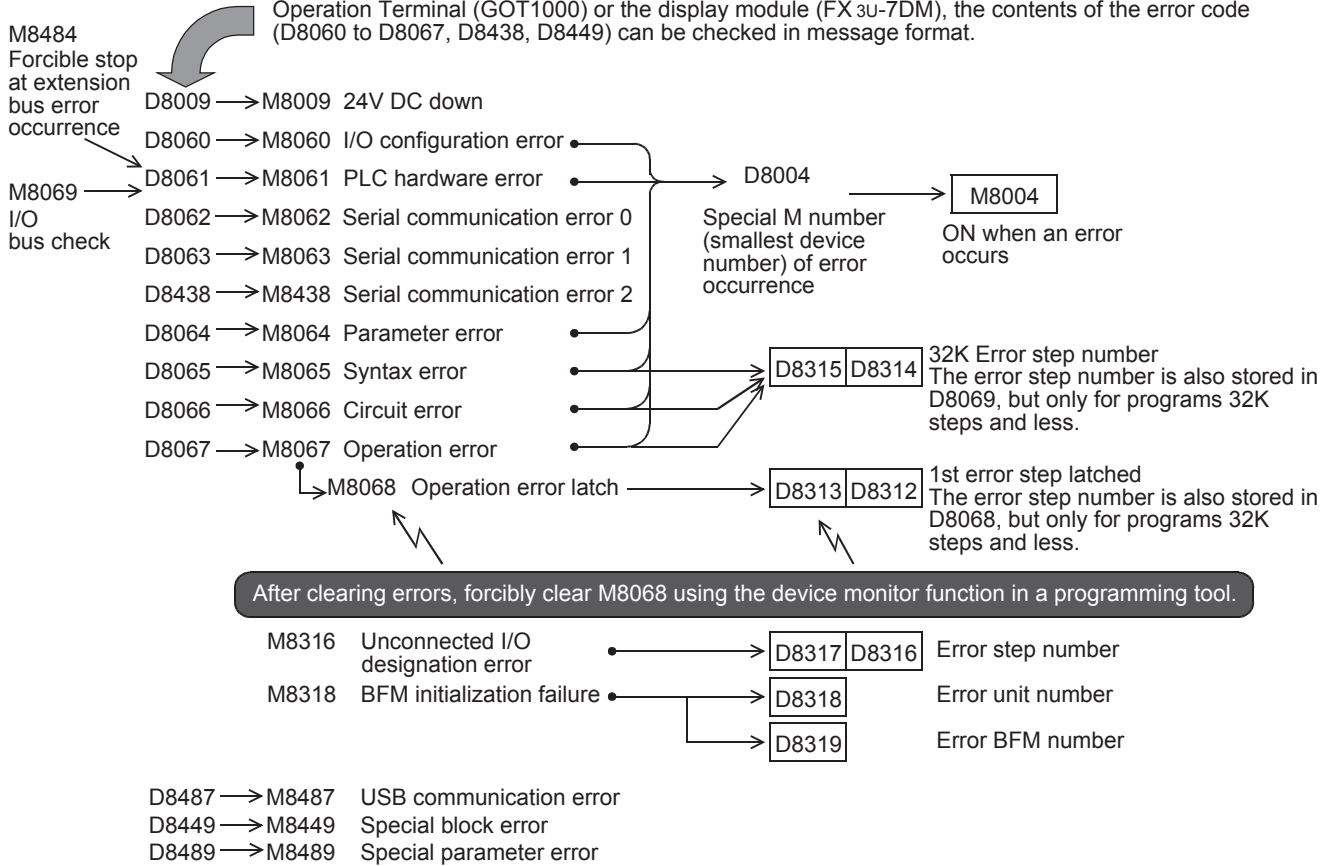 Operation Terminal (GOT1000) or the display module (FX3U-7DM), the contents of the error code
(D8060 to D8067, D8438, D8449) can be checked in message format.
M8484
Forcible stop
at extension
bus error
occurrence
M8069
I/O
bus check
D8009 → M8009 24V DC down
D8060 → M8060 I/O configuration error
D8061 → M8061 PLC hardware error
D8062 → M8062 Serial communication error 0
D8063 → M8063 Serial communication error 1
D8438 → M8438 Serial communication error 2
D8064 → M8064 Parameter error
D8065 → M8065 Syntax error
D8066 → M8066 Circuit error
D8067 → M8067 Operation error
M8068 Operation error latch
D8004
Special M number
(smallest device
number) of error
occurrence
M8004
ON when an error
occurs
D8315 D8314
32K Error step number
The error step number is also stored in
D8069, but only for programs 32K
steps and less.
D8313 D8312
1st error step latched
The error step number is also stored in
D8068, but only for programs 32K
steps and less.
After clearing errors, forcibly clear M8068 using the device monitor function in a programming tool.
M8316 Unconnected I/O
designation error
D8317 D8316 Error step number
M8318 BFM initialization failure
D8318 Error unit number
D8319 Error BFM number
D8487 → M8487 USB communication error
D8449 → M8449 Special block error
D8489 → M8489 Special parameter error